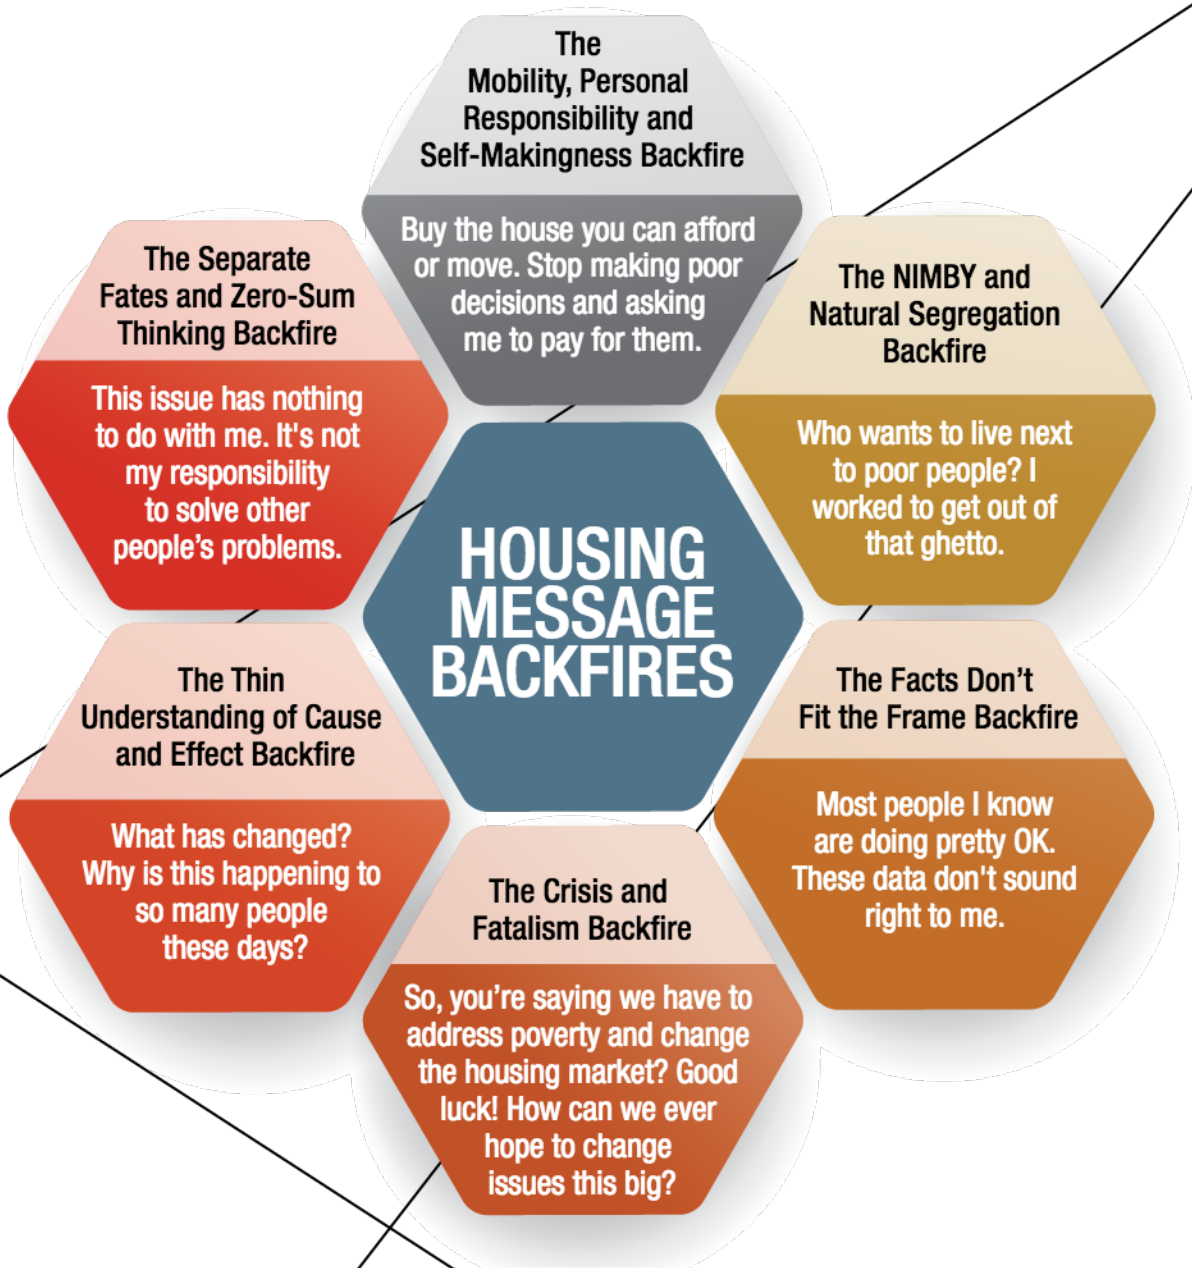 The
Mobility, Personal
Responsibility and
Self-Makingness Backfire
Buy the house you can afford
or move. Stop making poor
decisions and asking
me to pay for them.
The Separate
Fates and Zero-Sum
Thinking Backfire
This issue has nothing
to do with me. It's not
my responsibility
to solve other
people’s problems.
The NIMBY and
Natural Segregation
Backfire
Who wants to live next
to poor people? I
worked to get out of
that ghetto.
HOUSING
MESSAGE
BACKFIRES
The Thin
Understanding of Cause
and Effect Backfire
What has changed?
Why is this happening to
so many people
these days?
The Facts Don’t
Fit the Frame Backfire
Most people I know
are doing pretty OK.
These data don't sound
right to me.
The Crisis and
Fatalism Backfire
So, you’re saying we have to
address poverty and change
the housing market? Good
luck! How can we ever
hope to change
issues this big?